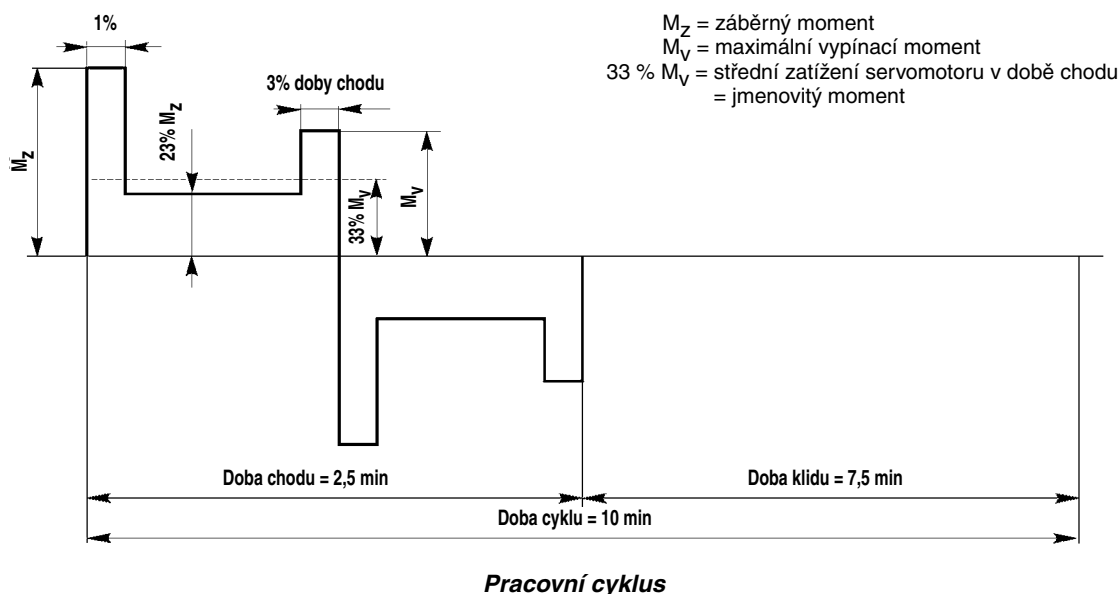 1%
M_z = záběrný moment
M_v = maximální vypínací moment
33 % M_v = střední zatížení servomotoru v době chodu
= jmenovitý moment
3% doby chodu
M_z
23% M_z
33% M_v
M_v
Doba chodu = 2,5 min
Doba klidu = 7,5 min
Doba cyklu = 10 min
Pracovní cyklus